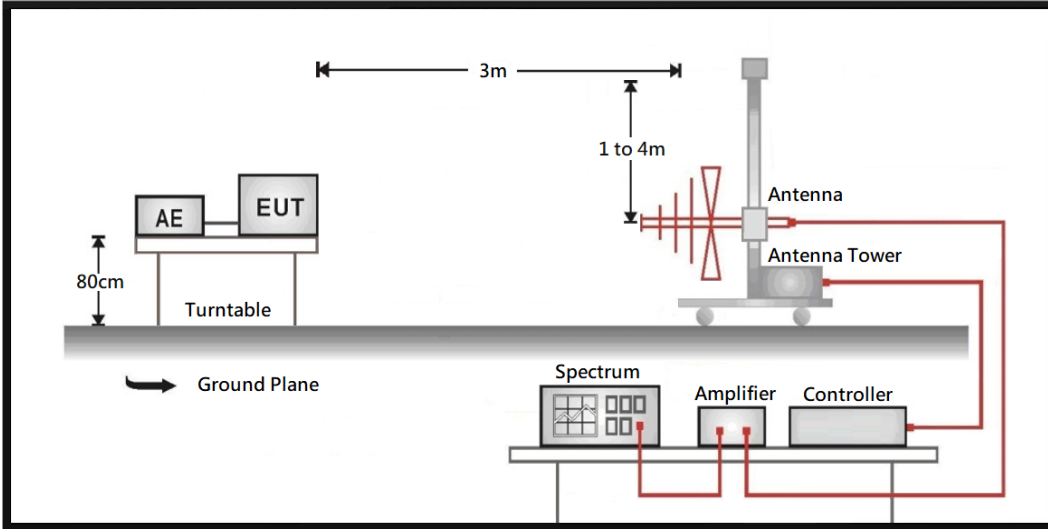 3m
1 to 4m
AE
EUT
Antenna
Antenna Tower
80cm
Turntable
Ground Plane
Spectrum
Amplifier
Controller